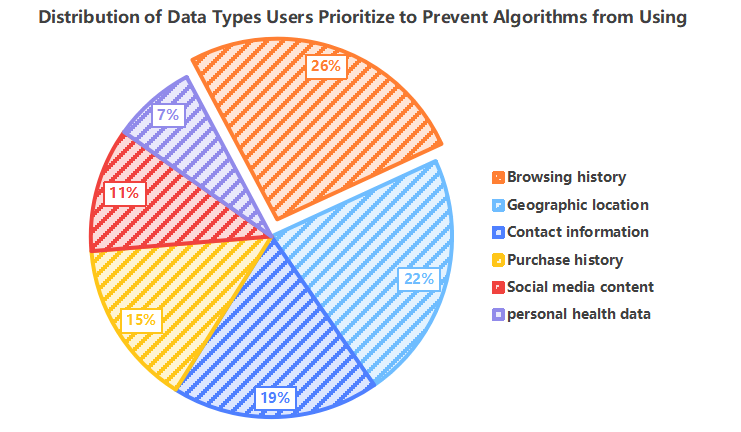 Distribution of Data Types Users Prioritize to Prevent Algorithms from Using
26%
7%
11%
22%
15%
19%
Browsing history
Geographic location
Contact information
Purchase history
Social media content
personal health data